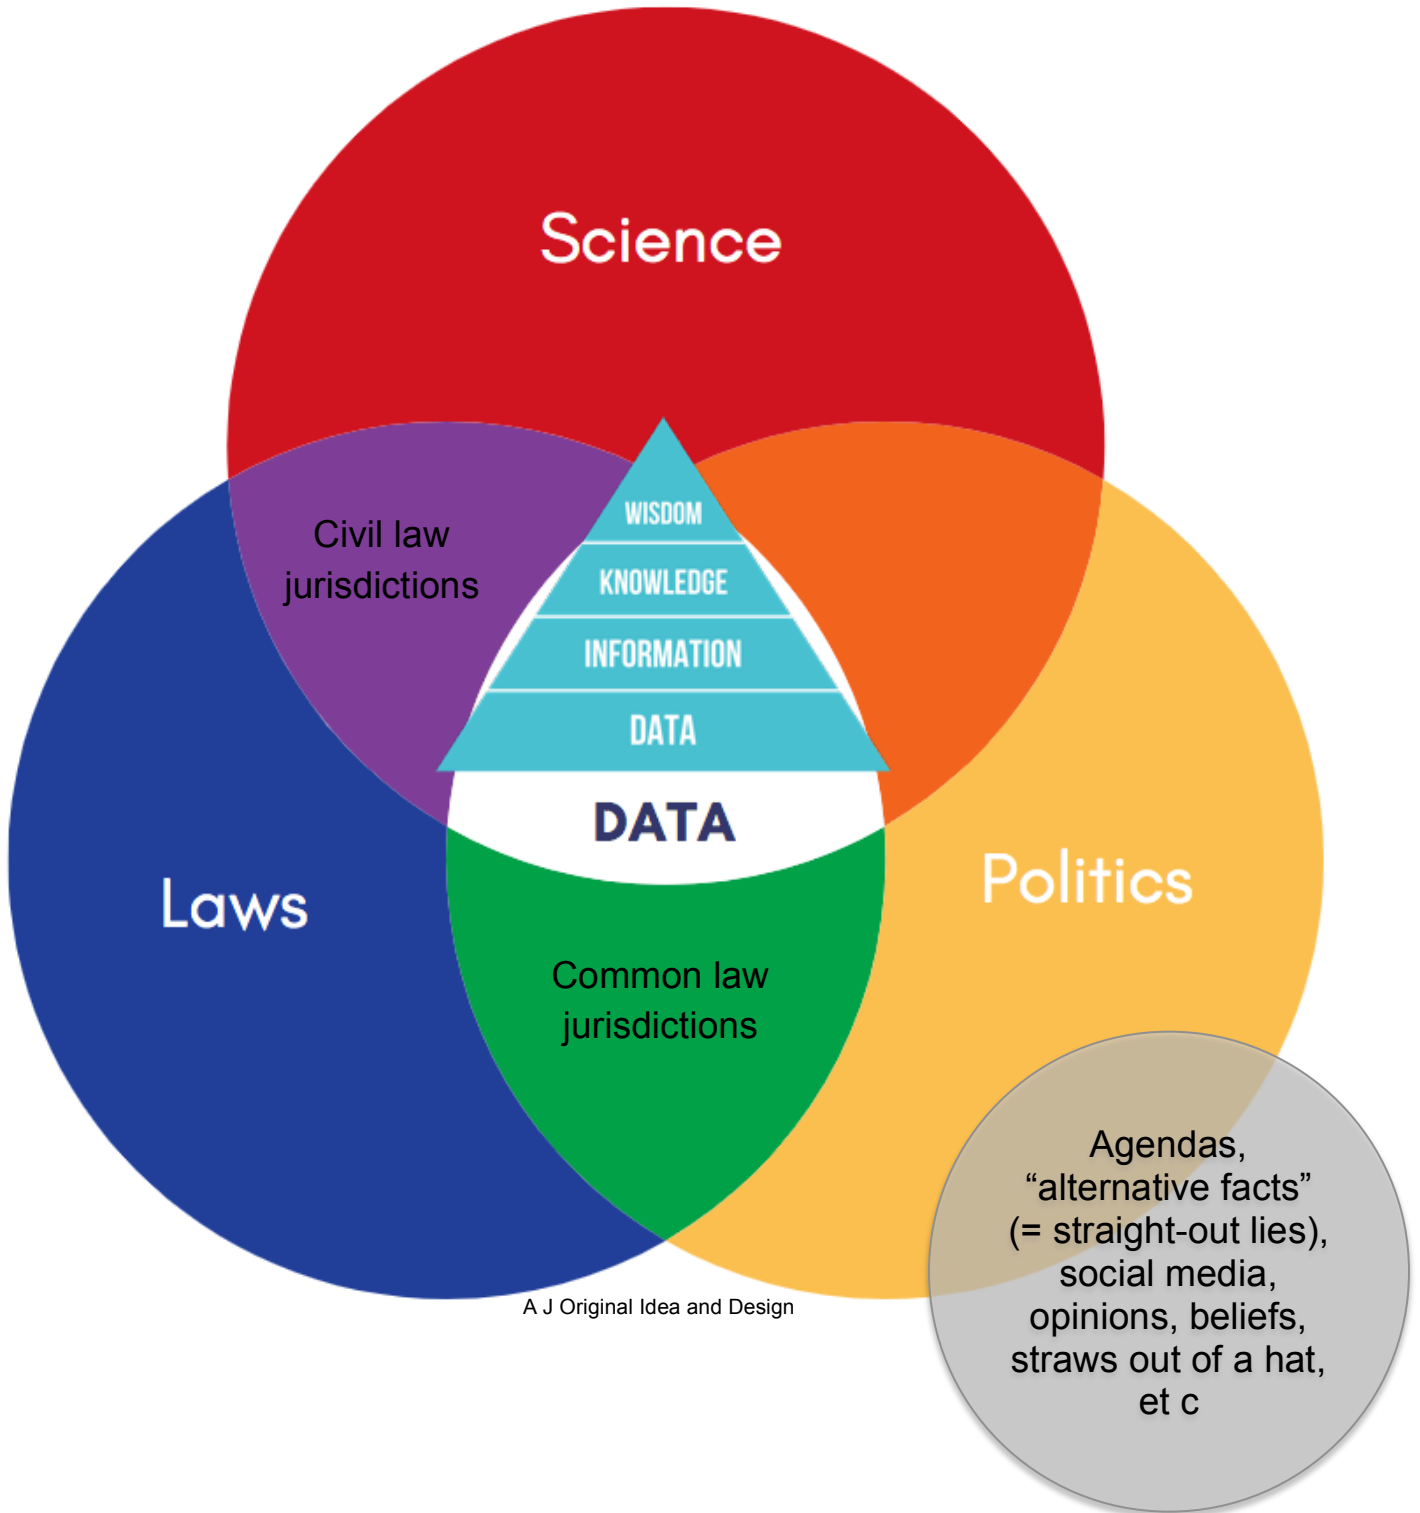 Science
Civil law
jurisdictions
WISDOM
KNOWLEDGE
INFORMATION
DATA
DATA
Laws
Politics
Common law
jurisdictions
Agendas,
“alternative facts”
(= straight-out lies),
social media,
opinions, beliefs,
straws out of a hat,
et c
A J Original Idea and Design